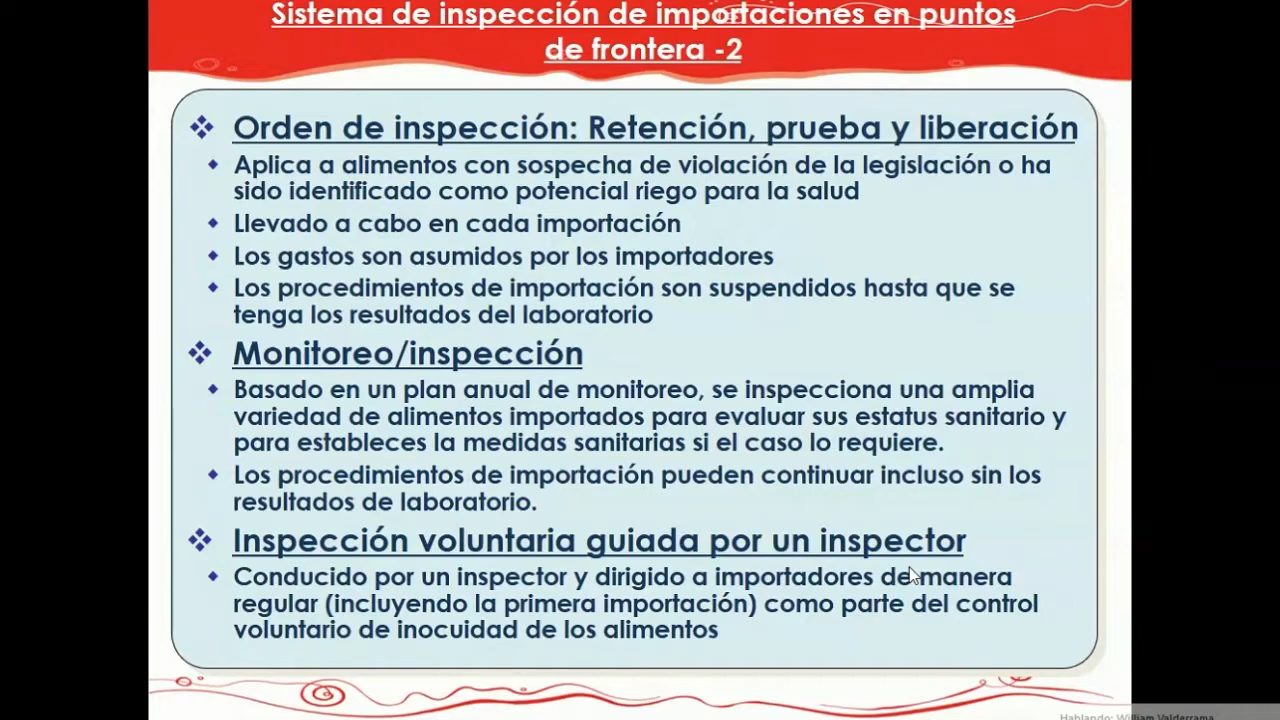 Sistema de inspección de importaciones en puntos
de frontera -2
Orden de inspección: Retención, prueba y liberación
Aplica a alimentos con sospecha de violación de la legislación o ha
sido identificado como potencial riego para la salud
Llevado a cabo en cada importación
Los gastos son asumidos por los importadores
Los procedimientos de importación son suspendidos hasta que se
tenga los resultados del laboratorio
Monitoreo/inspección
Basado en un plan anual de monitoreo, se inspecciona una amplia
variedad de alimentos importados para evaluar sus estatus sanitario y
para estableces la medidas sanitarias si el caso lo requiere.
Los procedimientos de importación pueden continuar incluso sin los
resultados de laboratorio.
Inspección voluntaria guiada por un inspector
Conducido por un inspector y dirigido a importadores de manera
regular (incluyendo la primera importación) como parte del control
voluntario de inocuidad de los alimentos
Hablando: William Valderrama